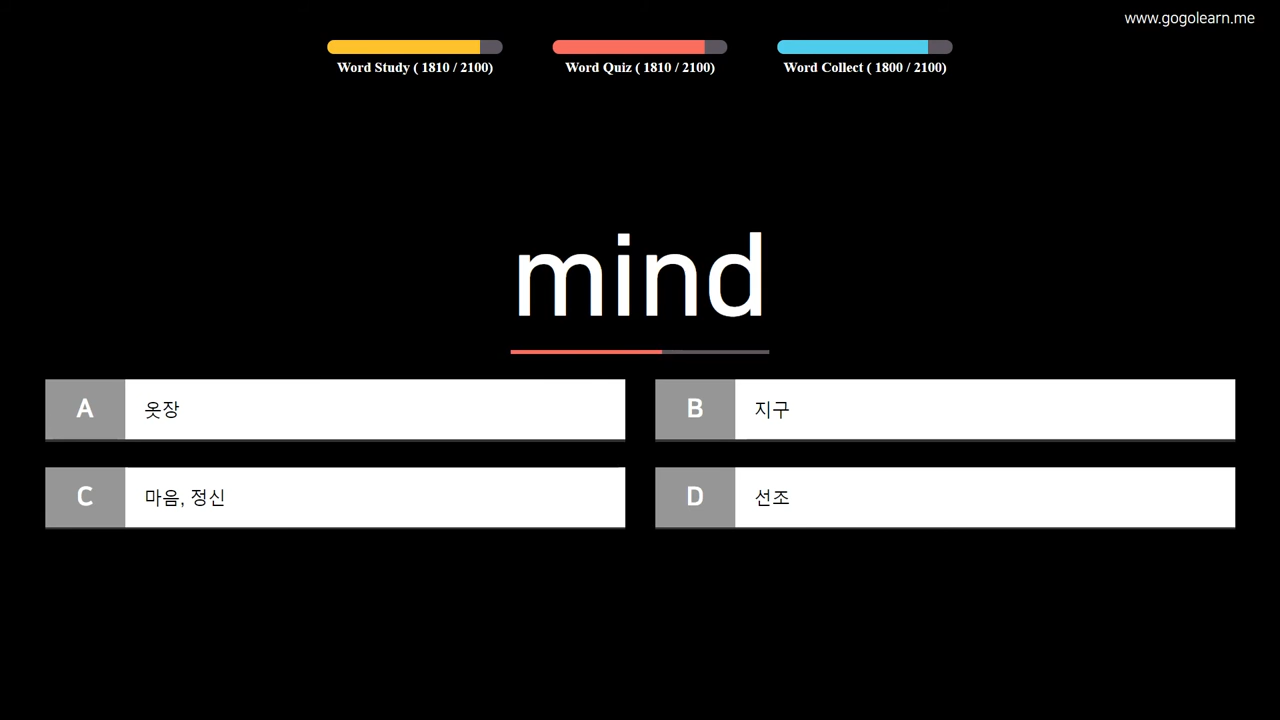 www.gogolearn.me
Word Study ( 1810 / 2100)
Word Quiz ( 1810 / 2100)
Word Collect ( 1800 / 2100)
mind
A 옷장
B 지구
C 마음, 정신
D 선조